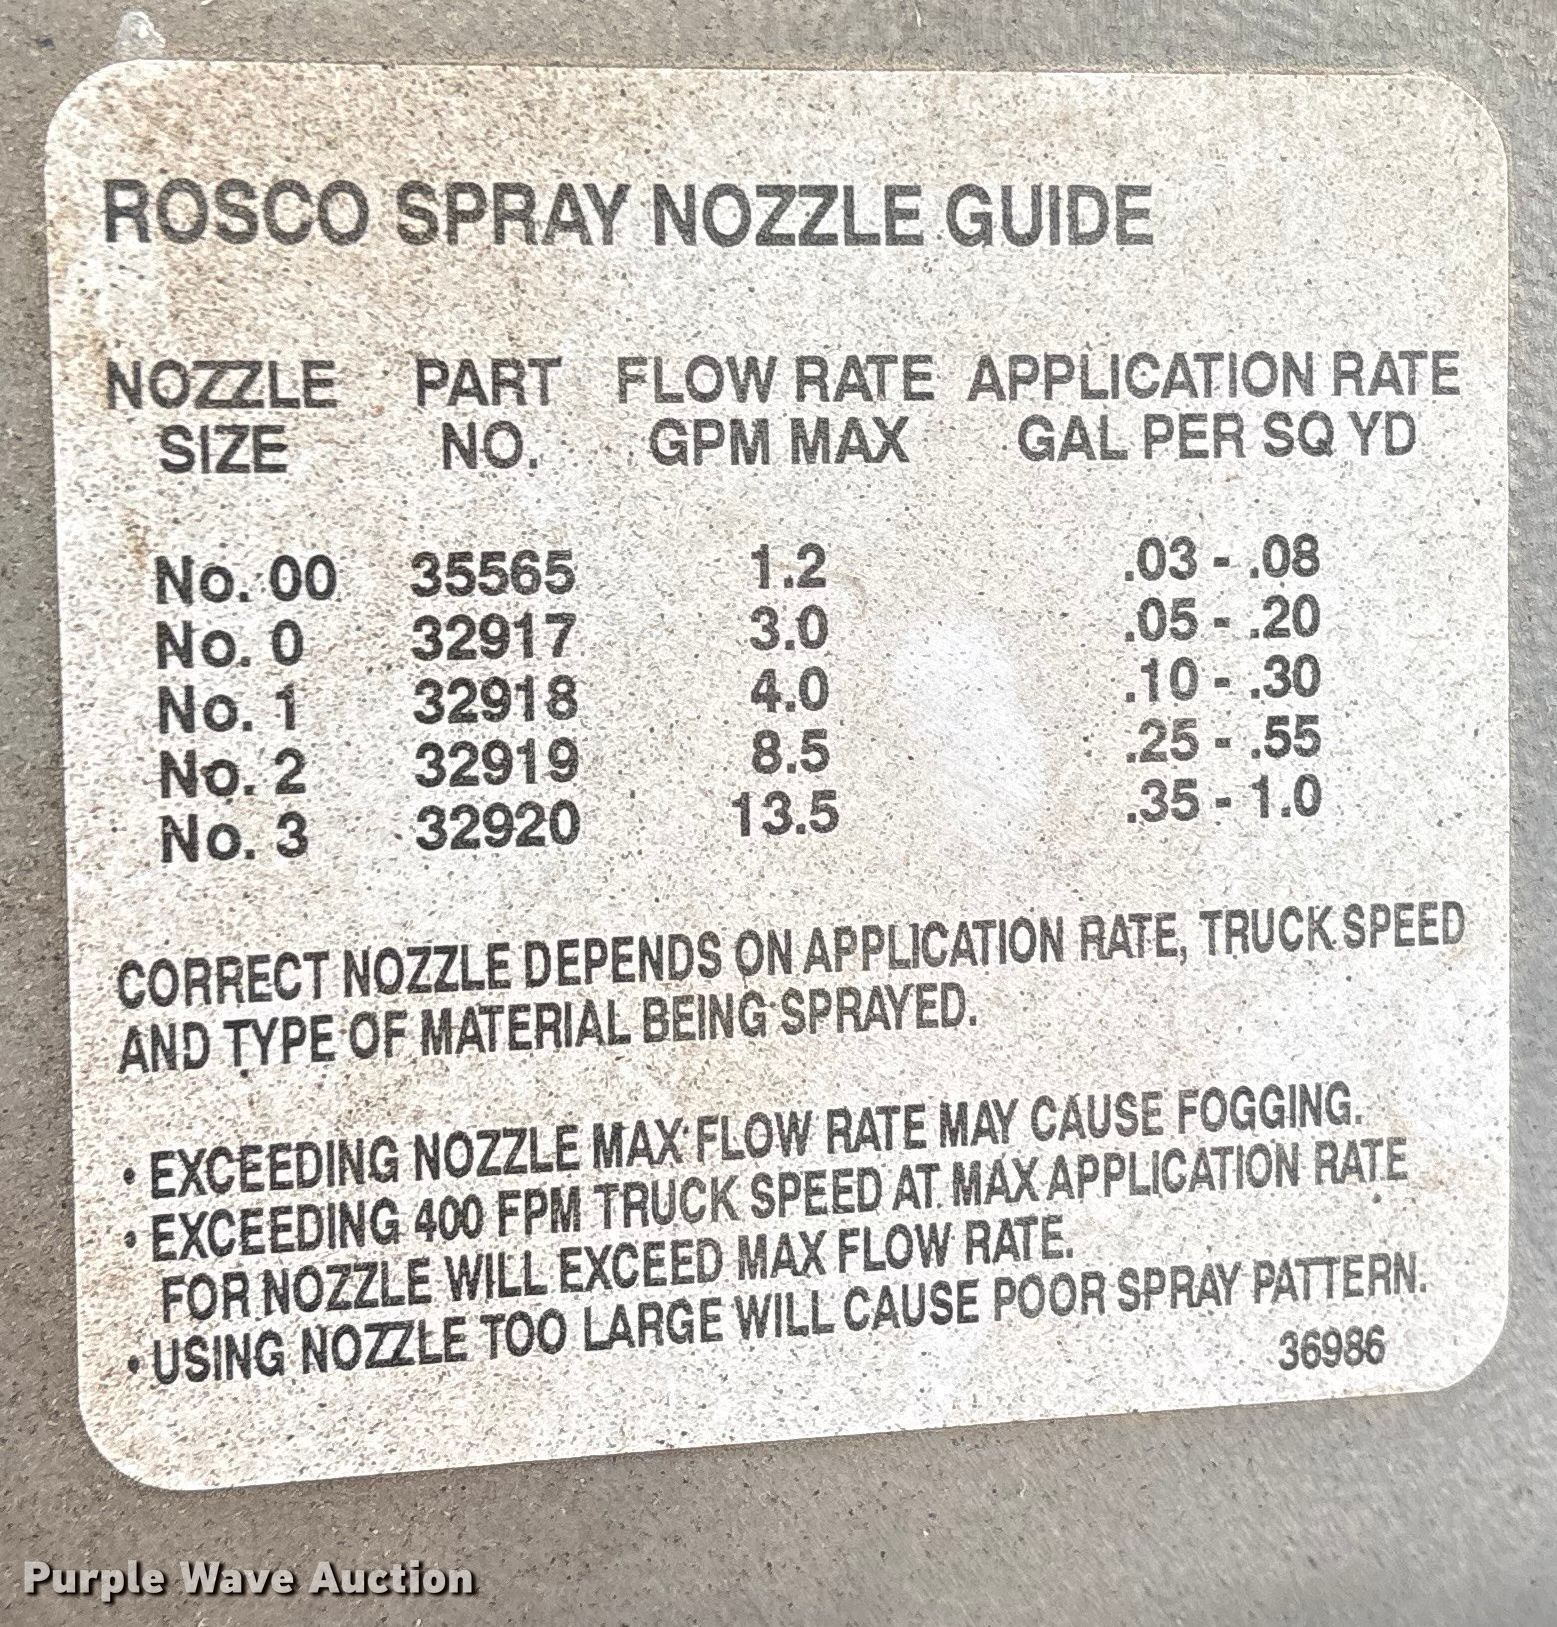 ROSCO SPRAY NOZZLE GUIDE
NOZZLE PART FLOW RATE APPLICATION RATE
SIZE NO. GPM MAX GAL PER SQ YD
No. 00 35565 1.2 .03 - .08
No. 0 32917 3.0 .05 - .20
No. 1 32918 4.0 .10 - .30
No. 2 32919 8.5 .25 - .55
No. 3 32920 13.5 .35 - 1.0
CORRECT NOZZLE DEPENDS ON APPLICATION RATE, TRUCK SPEED
AND TYPE OF MATERIAL BEING SPRAYED.
• EXCEEDING NOZZLE MAX FLOW RATE MAY CAUSE FOGGING.
• EXCEEDING 400 FPM TRUCK SPEED AT MAX APPLICATION RATE
FOR NOZZLE WILL EXCEED MAX FLOW RATE.
• USING NOZZLE TOO LARGE WILL CAUSE POOR SPRAY PATTERN.
36986
Purple Wave Auction